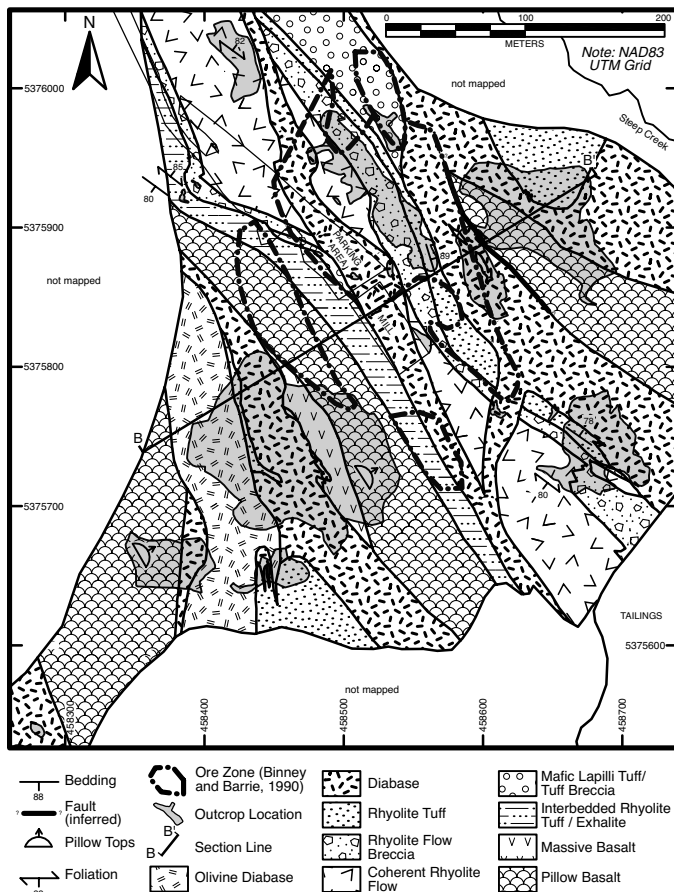 N
0 100 200
METERS
Note: NAD83
UTM Grid
not mapped
Steep Creek
5376000
82
85
80
B'
5375900
PARKING
AREA
89
MILL
not mapped
5375800
B
78
80
5375700
TAILINGS
5375600
not mapped
458300
458400
458500
458600
458700
Bedding
88
Fault
(inferred)
? ?
Pillow Tops
Foliation
Ore Zone (Binney
and Barrie, 1990)
Outcrop Location
B'
B
Section Line
Olivine Diabase
Diabase
Rhyolite Tuff
Rhyolite Flow
Breccia
Coherent Rhyolite
Flow
Mafic Lapilli Tuff/
Tuff Breccia
Interbedded Rhyolite
Tuff / Exhalite
Massive Basalt
Pillow Basalt